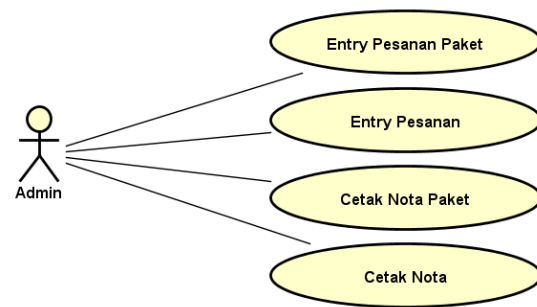 Entry Pesanan Paket
Entry Pesanan
Admin
Cetak Nota Paket
Cetak Nota